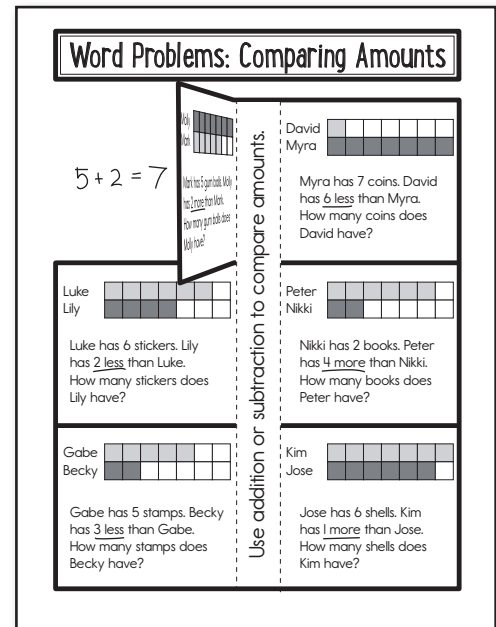 Word Problems: Comparing Amounts
5 + 2 = 7
Molly
Mark
Mark has 5 gum balls. Molly
has 2 more than Mark.
How many gum balls does
Molly have?
Use addition or subtraction to compare amounts.
David
Myra
Myra has 7 coins. David
has 6 less than Myra.
How many coins does
David have?
Luke
Lily
Luke has 6 stickers. Lily
has 2 less than Luke.
How many stickers does
Lily have?
Peter
Nikki
Nikki has 2 books. Peter
has 4 more than Nikki.
How many books does
Peter have?
Gabe
Becky
Gabe has 5 stamps. Becky
has 3 less than Gabe.
How many stamps does
Becky have?
Kim
Jose
Jose has 6 shells. Kim
has 1 more than Jose.
How many shells does
Kim have?